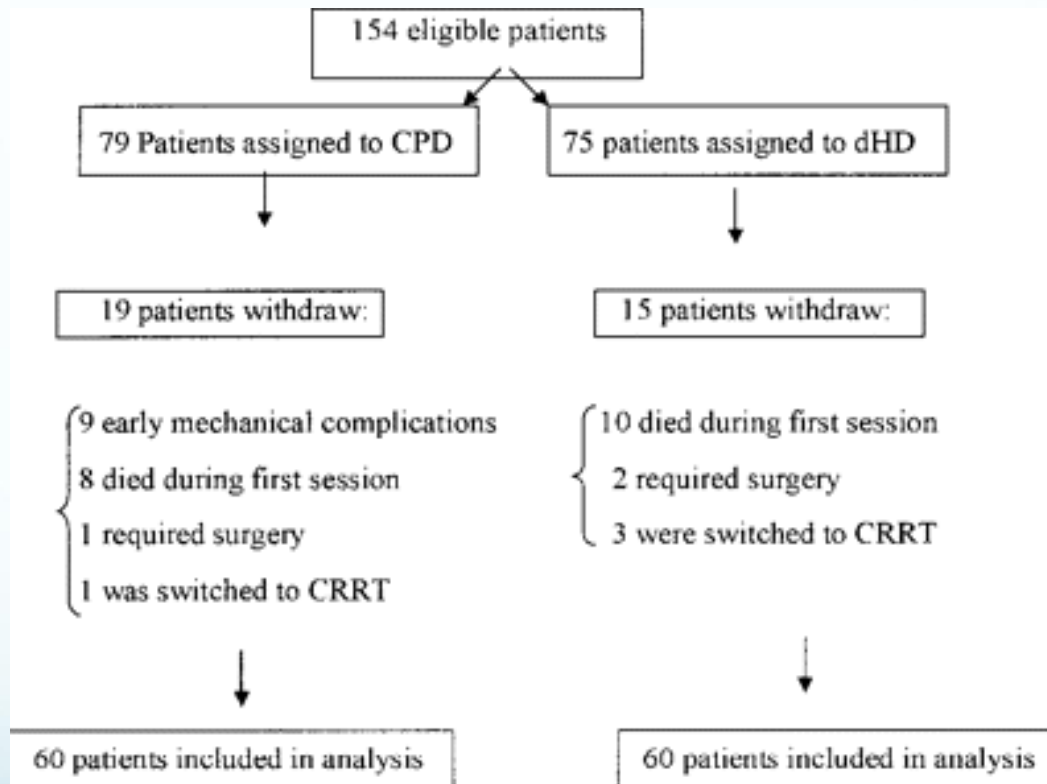 154 eligible patients
79 Patients assigned to CPD
75 patients assigned to dHD
19 patients withdraw:
15 patients withdraw:
9 early mechanical complications
8 died during first session
1 required surgery
1 was switched to CRRT
10 died during first session
2 required surgery
3 were switched to CRRT
60 patients included in analysis
60 patients included in analysis